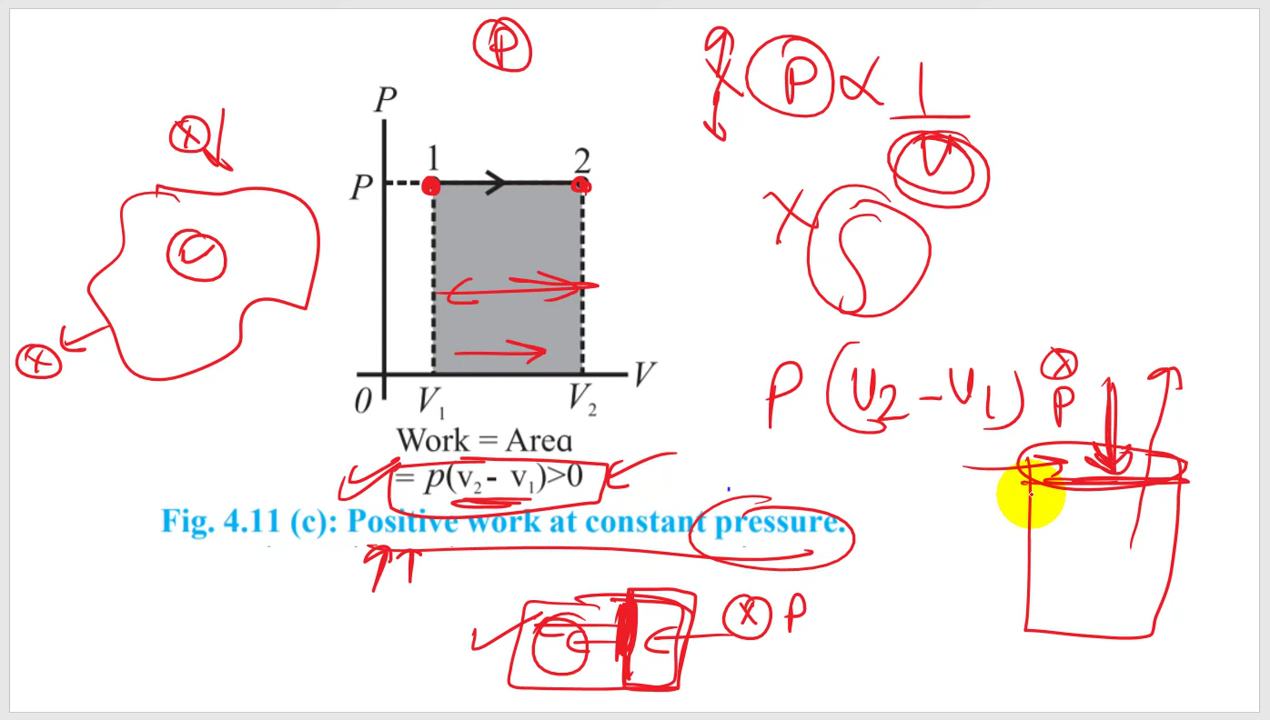 P
P ∝ 1/V
P
1
2
P
0
V₁
V₂
V
P(V₂ - V₁)
P
Work = Area
= p(v₂- v₁)>0
Fig. 4.11 (c): Positive work at constant pressure.
P